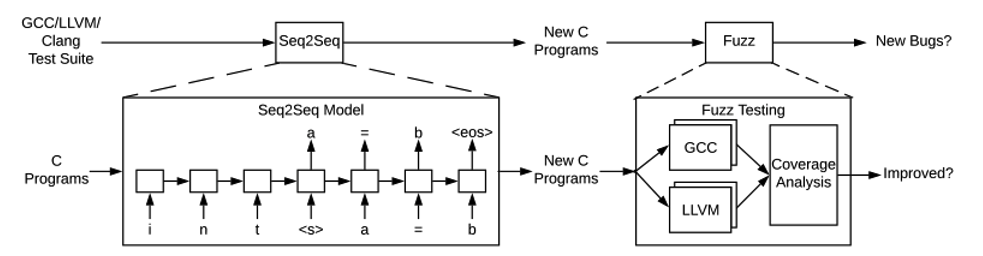 GCC/LLVM/
Clang
Test Suite
Seq2Seq
New C
Programs
Fuzz
New Bugs?
Seq2Seq Model
a = b <eos>
C
Programs
i n t <s> a = b
New C
Programs
Fuzz Testing
GCC
LLVM
Coverage
Analysis
Improved?